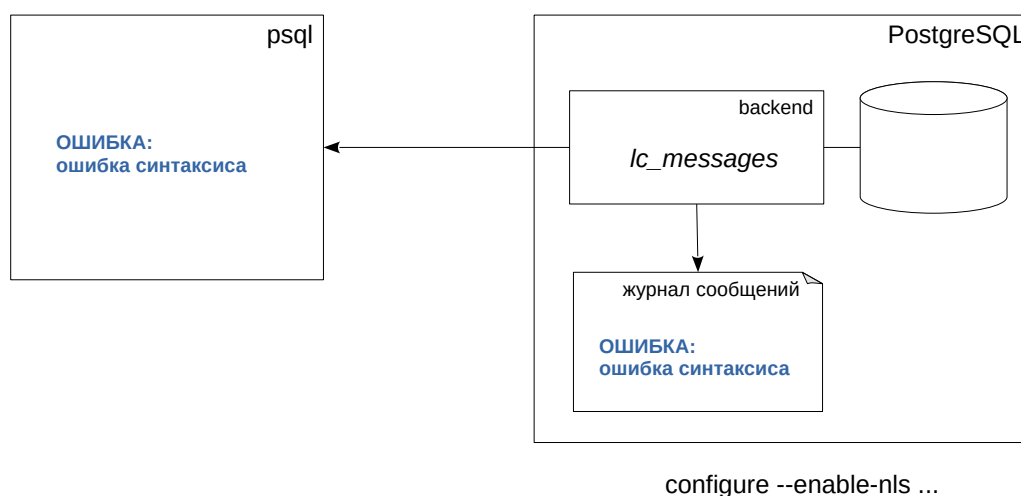 psql
ОШИБКА:
ошибка синтаксиса
PostgreSQL
backend
lc_messages
журнал сообщений
ОШИБКА:
ошибка синтаксиса
configure --enable-nls ...